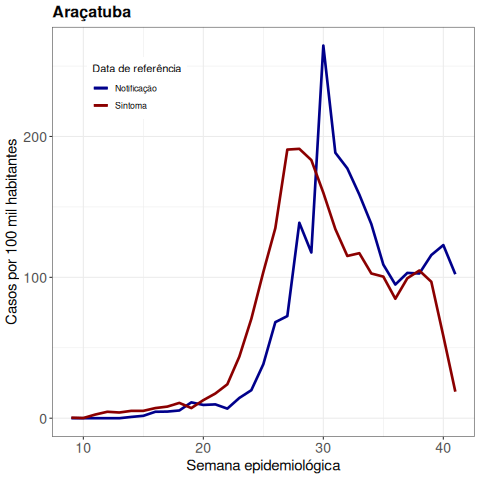 Araçatuba
Data de referência
Notificação
Sintoma
Casos por 100 mil habitantes
200
100
0
10
20
30
40
Semana epidemiológica